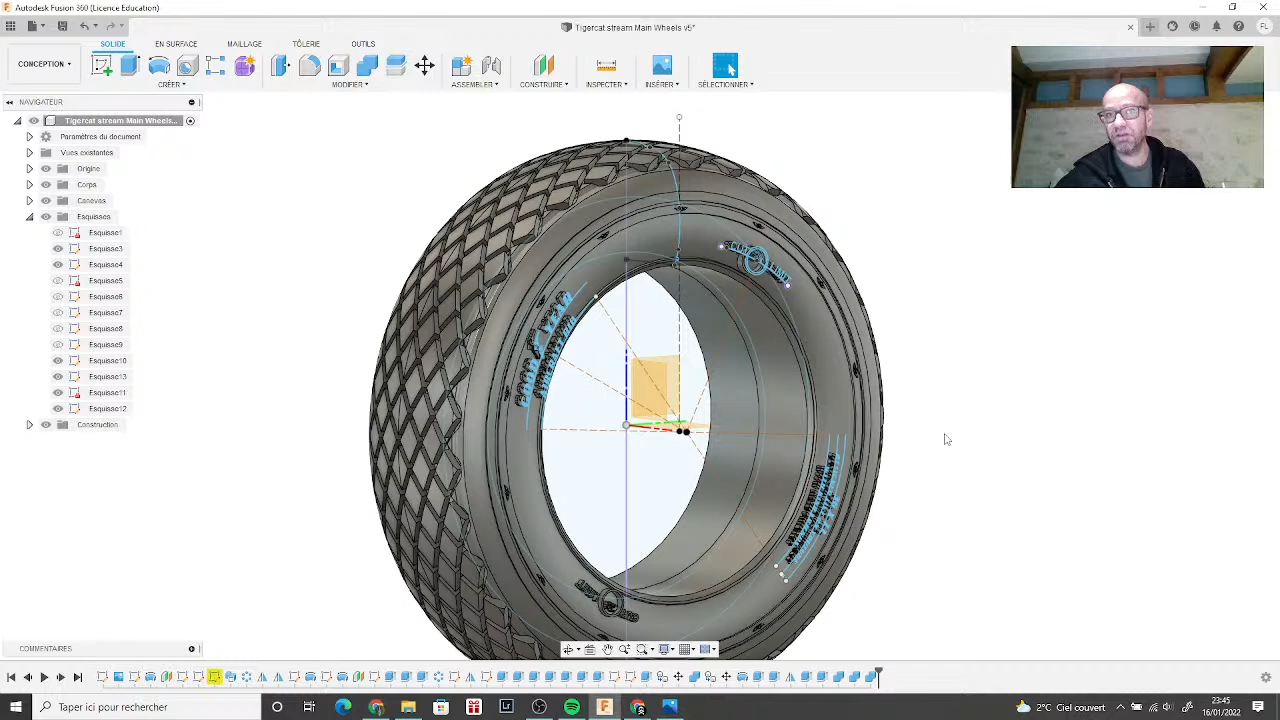 Autodesk Fusion 360 (Licence Education)
Tigercat stream Main Wheels v5*
FL
CONCEPTION
SOLIDE
EN SURFACE
MAILLAGE
TÔLERIE
OUTILS
CRÉER
MODIFIER
ASSEMBLER
CONSTRUIRE
INSPECTER
INSÉRER
SÉLECTIONNER
NAVIGATEUR
Tigercat stream Main Wheels...
Paramètres du document
Vues existantes
Origine
Corps
Canevas
Esquisses
Esquisse1
Esquisse3
Esquisse4
Esquisse5
Esquisse6
Esquisse7
Esquisse8
Esquisse9
Esquisse10
Esquisse13
Esquisse11
Esquisse12
Construction
COMMENTAIRES
Taper ici pour rechercher
2°C Ciel couvert
23:45
16/01/2022